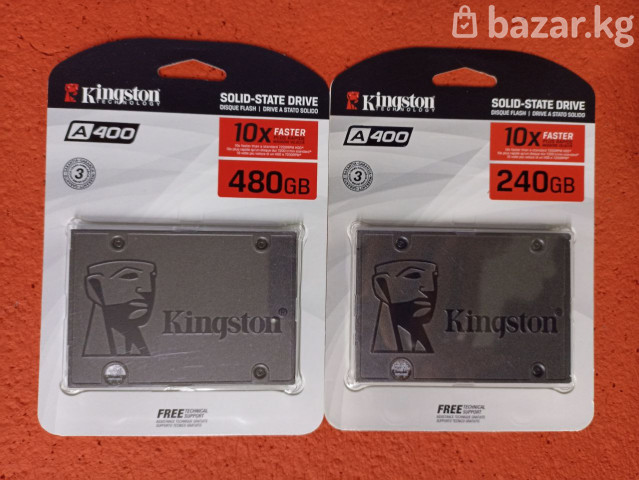 bazar.kg
Kingston
TECHNOLOGY
SOLID-STATE DRIVE
DISQUE FLASH | DRIVE A STATO SOLIDO
A400
10x FASTER
480GB
3
Kingston
FREE TECHNICAL
SUPPORT
Kingston
TECHNOLOGY
SOLID-STATE DRIVE
DISQUE FLASH | DRIVE A STATO SOLIDO
A400
10x FASTER
240GB
3
Kingston
FREE TECHNICAL
SUPPORT